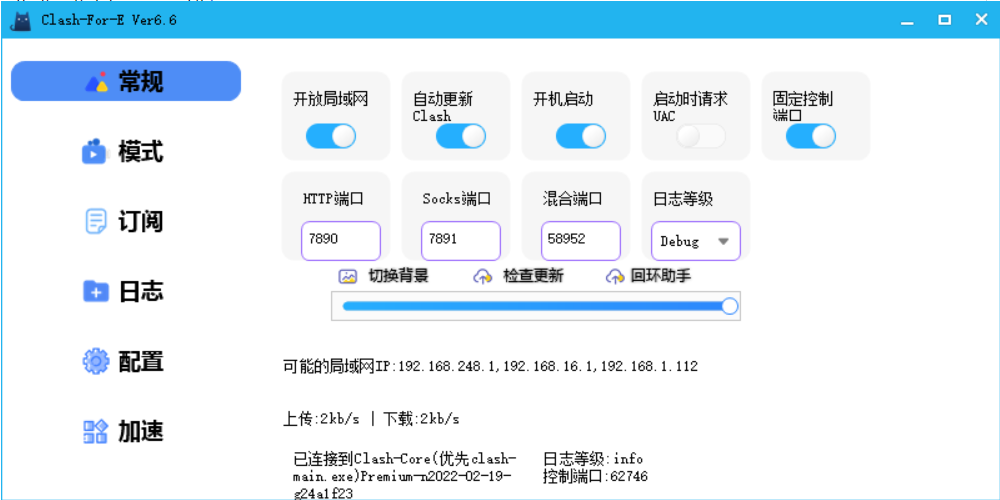 Clash-For-E Ver6.6
常规
模式
订阅
日志
配置
加速
开放局域网
自动更新
Clash
开机启动
启动时请求
UAC
固定控制
端口
HTTP端口
7890
Socks端口
7891
混合端口
58952
日志等级
Debug
切换背景
检查更新
回环助手
可能的局域网IP:192.168.248.1,192.168.16.1,192.168.1.112
上传:2kb/s | 下载:2kb/s
已连接到Clash-Core(优先clash-
main.exe)Premium-n2022-02-19-
g24a1f23
日志等级:info
控制端口:62746